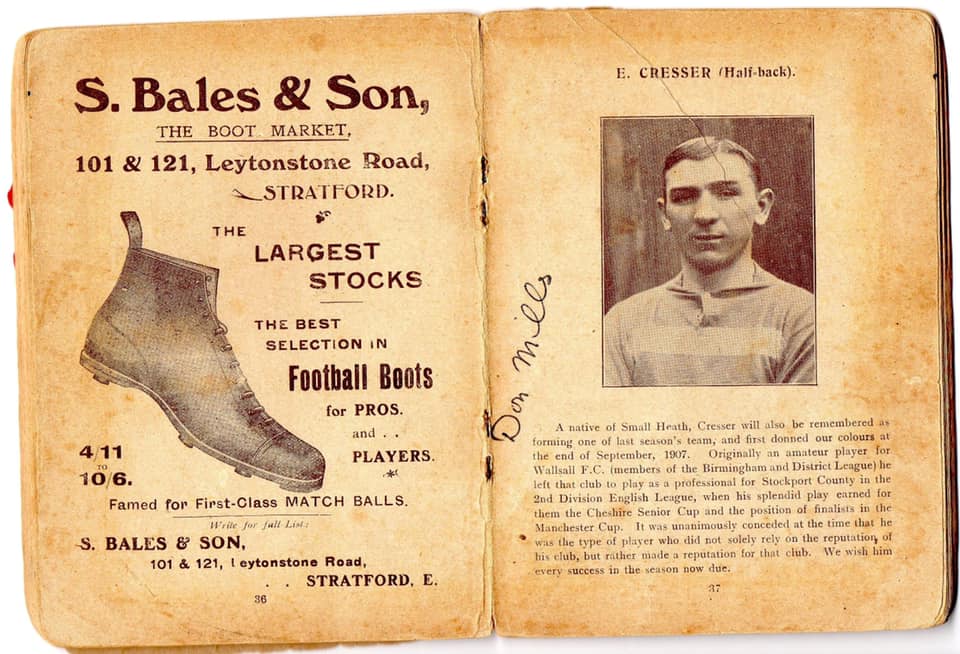 S. Bales & Son,
THE BOOT MARKET,
101 & 121, Leytonstone Road,
STRATFORD.
THE
LARGEST
STOCKS
THE BEST
SELECTION IN
Football Boots
for PROS.
and . .
PLAYERS.
4/11
TO
10/6.
Famed for First-Class MATCH BALLS.
Write for full List:
S. BALES & SON,
101 & 121, Leytonstone Road,
. . STRATFORD, E.
36
E. CRESSER (Half-back).
Don Mills
A native of Small Heath, Cresser will also be remembered as
forming one of last season's team, and first donned our colours at
the end of September, 1907. Originally an amateur player for
Wallsall F.C. (members of the Birmingham and District League) he
left that club to play as a professional for Stockport County in the
2nd Division English League, when his splendid play earned for
them the Cheshire Senior Cup and the position of finalists in the
Manchester Cup. It was unanimously conceded at the time that he
was the type of player who did not solely rely on the reputation of
his club, but rather made a reputation for that club. We wish him
every success in the season now due.
37